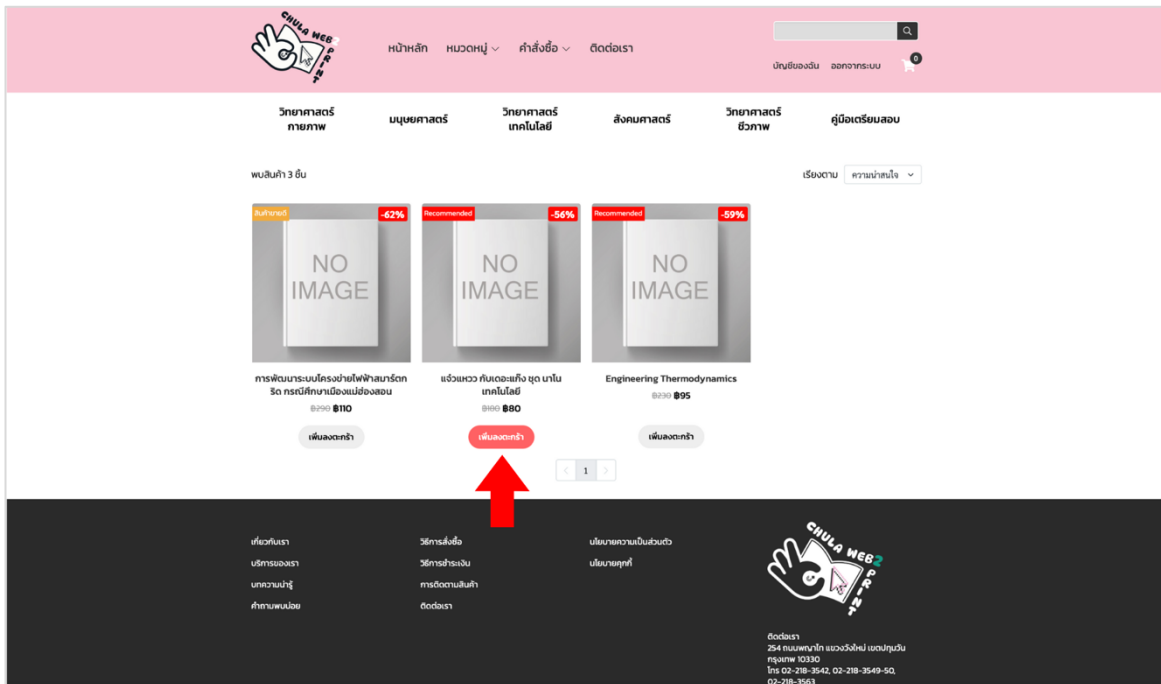 CHULA WEB2
PRINT
หน้าหลัก หมวดหมู่ คำสั่งซื้อ ติดต่อเรา
บัญชีของฉัน ออกจากระบบ 0
วิทยาศาสตร์
กายภาพ
มนุษยศาสตร์
วิทยาศาสตร์
เทคโนโลยี
สังคมศาสตร์
วิทยาศาสตร์
ชีวภาพ
คู่มือเตรียมสอบ
พบสินค้า 3 ชิ้น
เรียงตาม ความน่าสนใจ
สินค้าขายดี -62%
NO
IMAGE
การพัฒนาระบบโครงข่ายไฟฟ้าสมาร์ตก
ริด กรณีศึกษาเมืองแม่ฮ่องสอน
฿290 ฿110
เพิ่มลงตะกร้า
Recommended -56%
NO
IMAGE
แจ๋วแหวว กับเดอะแก๊ง ชุด นาโน
เทคโนโลยี
฿180 ฿80
เพิ่มลงตะกร้า
Recommended -59%
NO
IMAGE
Engineering Thermodynamics
฿230 ฿95
เพิ่มลงตะกร้า
< 1 >
เกี่ยวกับเรา
บริการของเรา
บทความน่ารู้
คำถามพบบ่อย
วิธีการสั่งซื้อ
วิธีการชำระเงิน
การติดตามสินค้า
ติดต่อเรา
นโยบายความเป็นส่วนตัว
นโยบายคุกกี้
CHULA WEB2
PRINT
ติดต่อเรา
254 ถนนพญาไท แขวงวังใหม่ เขตปทุมวัน
กรุงเทพ 10330
โทร 02-218-3542, 02-218-3549-50,
02-218-3563